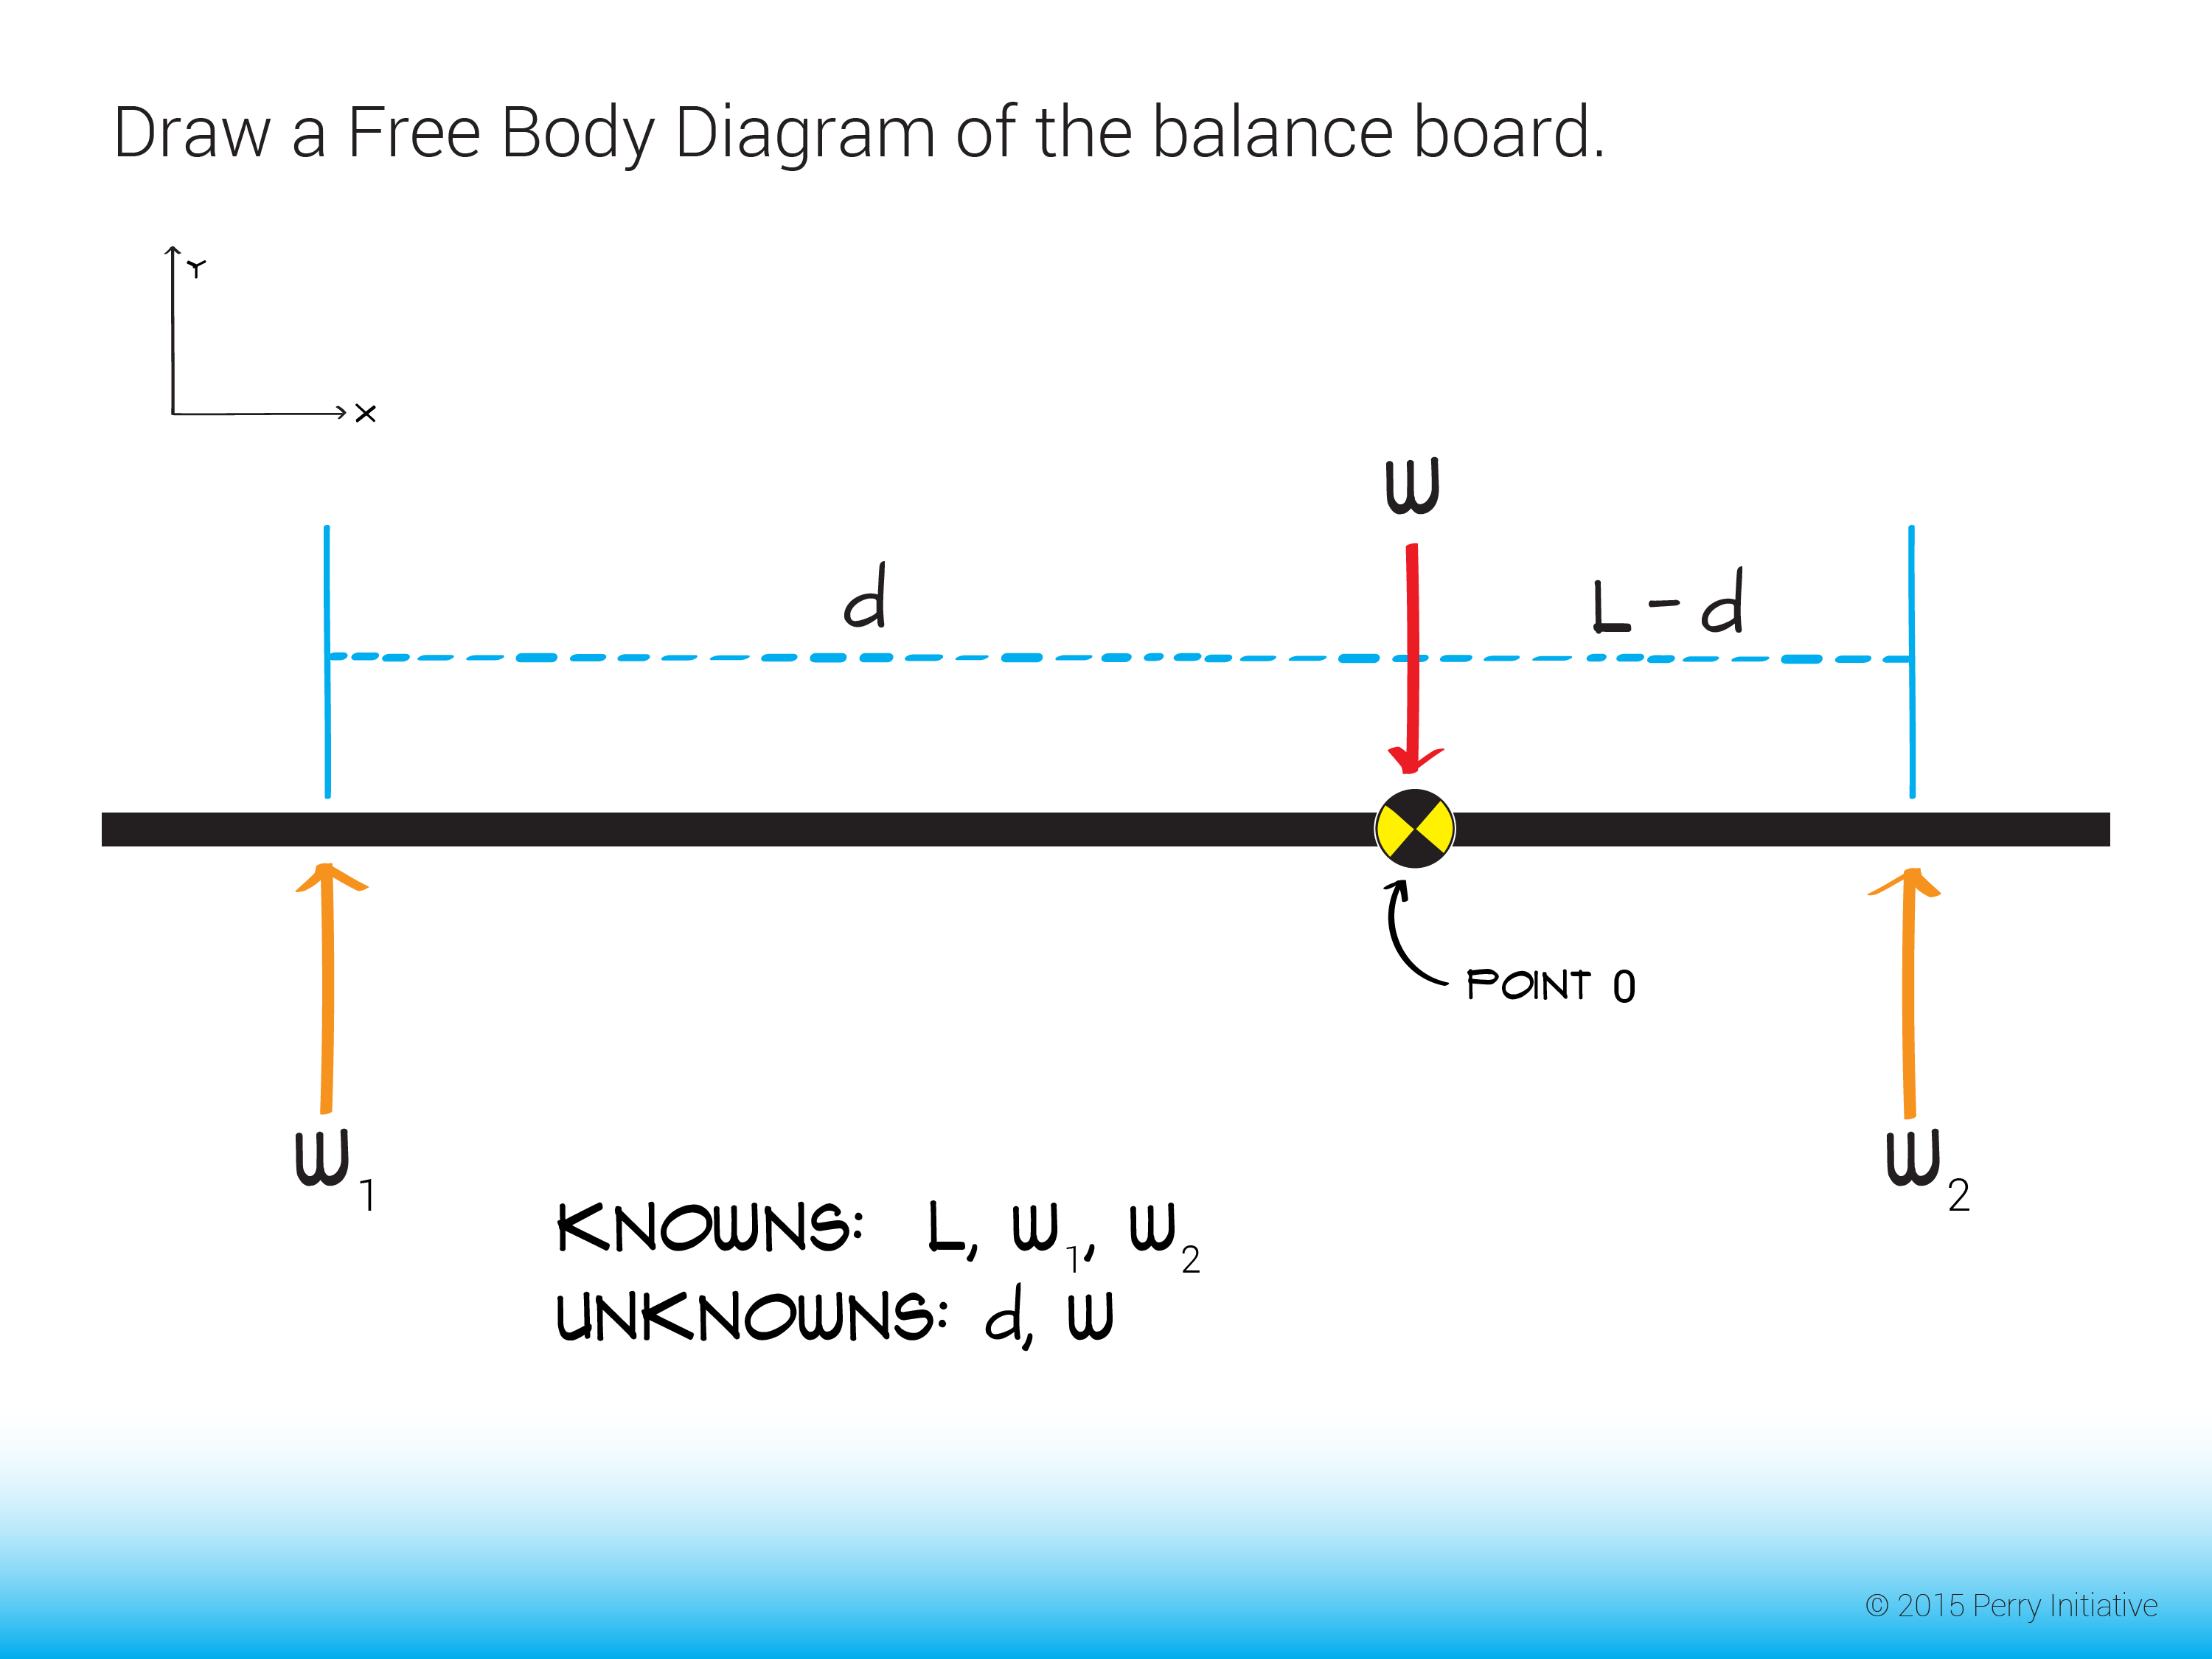 Draw a Free Body Diagram of the balance board.
Y
X
W
d
L-d
POINT 0
W1
W2
KNOWNS: L, W1, W2
UNKNOWNS: d, W
© 2015 Perry Initiative